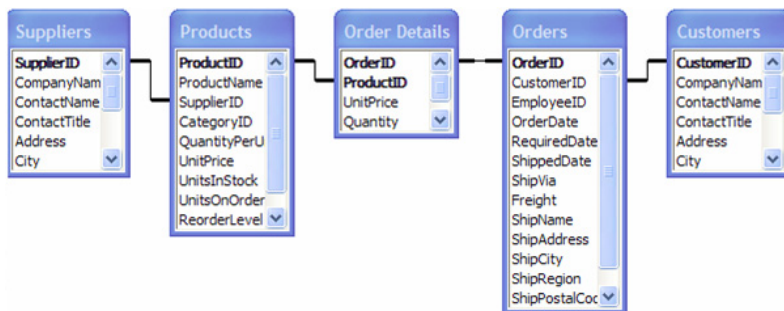 Suppliers
SupplierID
CompanyNam
ContactName
ContactTitle
Address
City
Products
ProductID
ProductName
SupplierID
CategoryID
QuantityPerU
UnitPrice
UnitsInStock
UnitsOnOrder
ReorderLevel
Order Details
OrderID
ProductID
UnitPrice
Quantity
Orders
OrderID
CustomerID
EmployeeID
OrderDate
RequiredDate
ShippedDate
ShipVia
Freight
ShipName
ShipAddress
ShipCity
ShipRegion
ShipPostalCoc
Customers
CustomerID
CompanyNam
ContactName
ContactTitle
Address
City